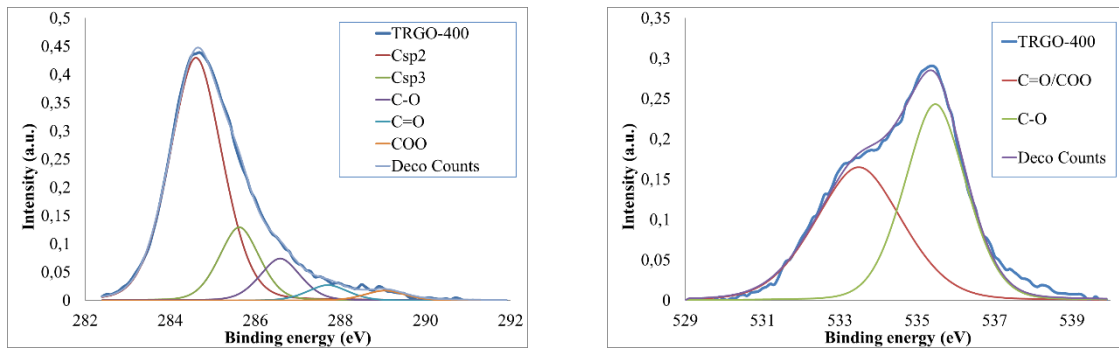 0,5
0,45
0,4
0,35
0,3
0,25
0,2
0,15
0,1
0,05
0
Intensity (a.u.)
282 284 286 288 290 292
Binding energy (eV)
TRGO-400
Csp2
Csp3
C-O
C=O
COO
Deco Counts
0,35
0,3
0,25
0,2
0,15
0,1
0,05
0
Intensity (a.u.)
529 531 533 535 537 539
Binding energy (eV)
TRGO-400
C=O/COO
C-O
Deco Counts